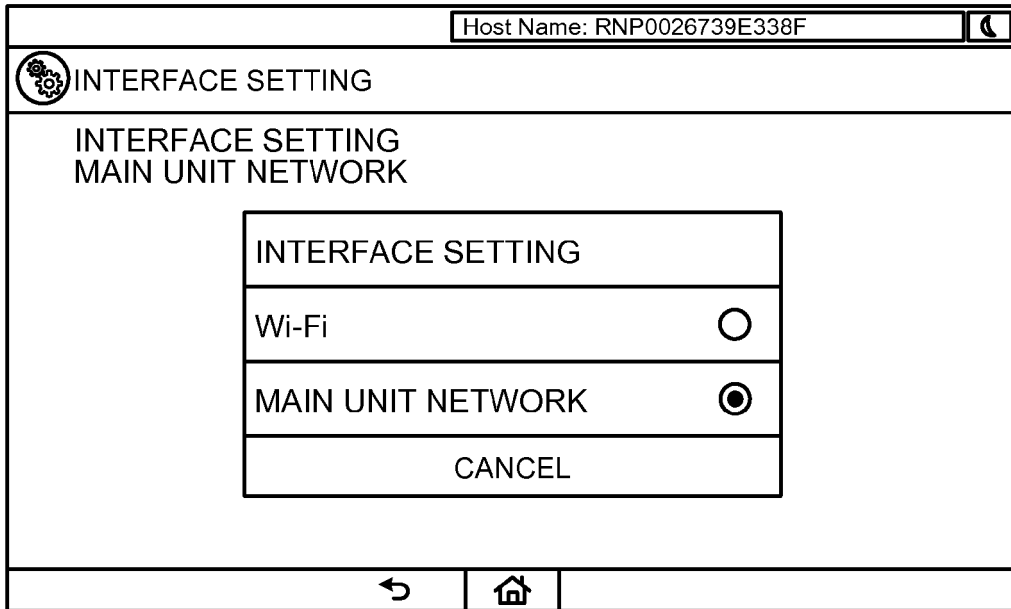 Host Name: RNP0026739E338F
INTERFACE SETTING
INTERFACE SETTING
MAIN UNIT NETWORK
INTERFACE SETTING
Wi-Fi
MAIN UNIT NETWORK
CANCEL